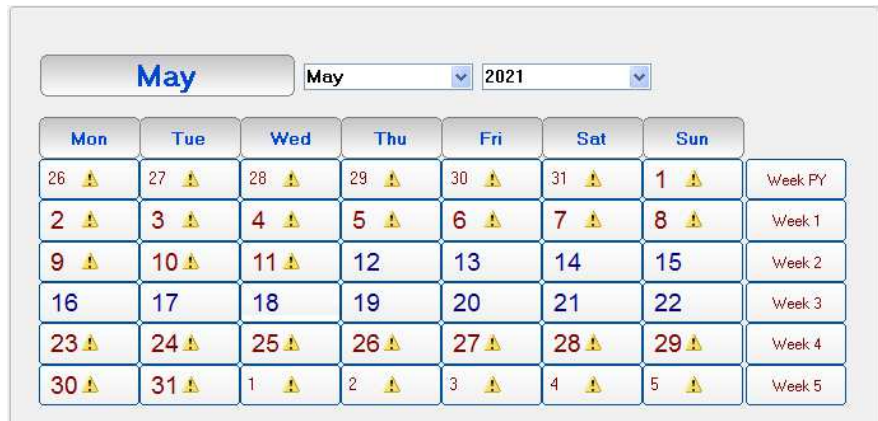 May May 2021
Mon Tue Wed Thu Fri Sat Sun
26 27 28 29 30 31 1 Week PY
2 3 4 5 6 7 8 Week 1
9 10 11 12 13 14 15 Week 2
16 17 18 19 20 21 22 Week 3
23 24 25 26 27 28 29 Week 4
30 31 1 2 3 4 5 Week 5